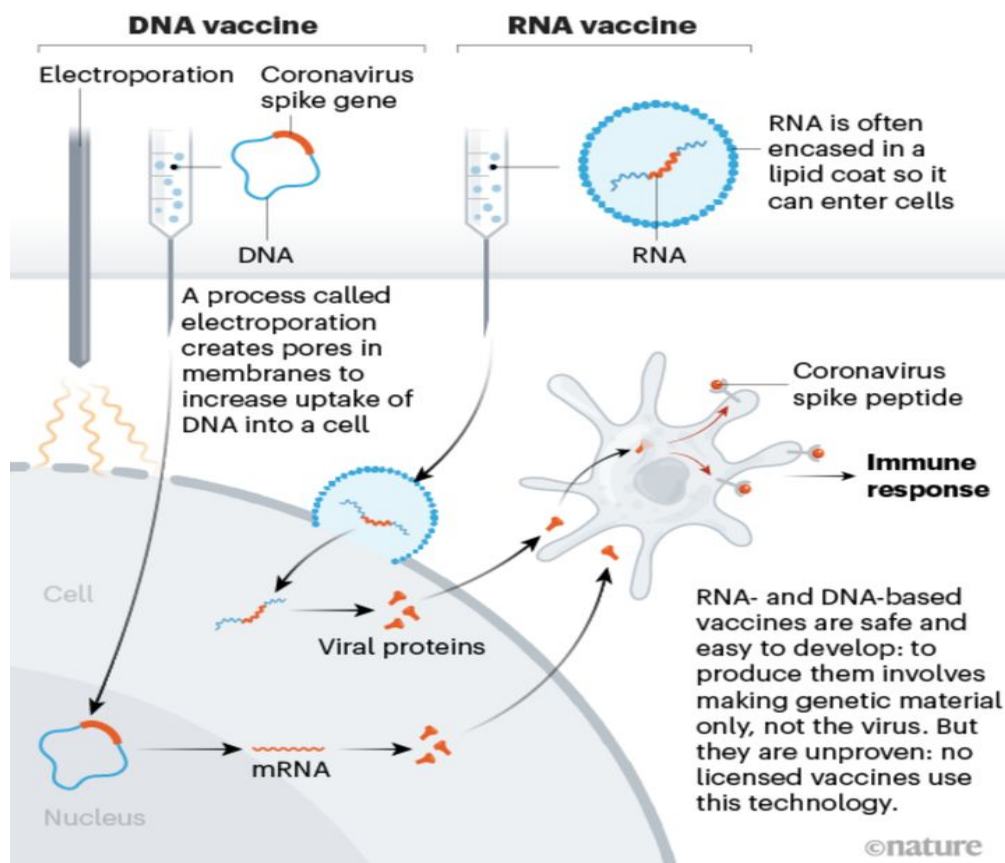 DNA vaccine
RNA vaccine
Electroporation
Coronavirus
spike gene
DNA
RNA is often
encased in a
lipid coat so it
can enter cells
RNA
A process called
electroporation
creates pores in
membranes to
increase uptake of
DNA into a cell
Coronavirus
spike peptide
Immune
response
Cell
Viral proteins
RNA- and DNA-based
vaccines are safe and
easy to develop: to
produce them involves
making genetic material
only, not the virus. But
they are unproven: no
licensed vaccines use
this technology.
mRNA
Nucleus
©nature